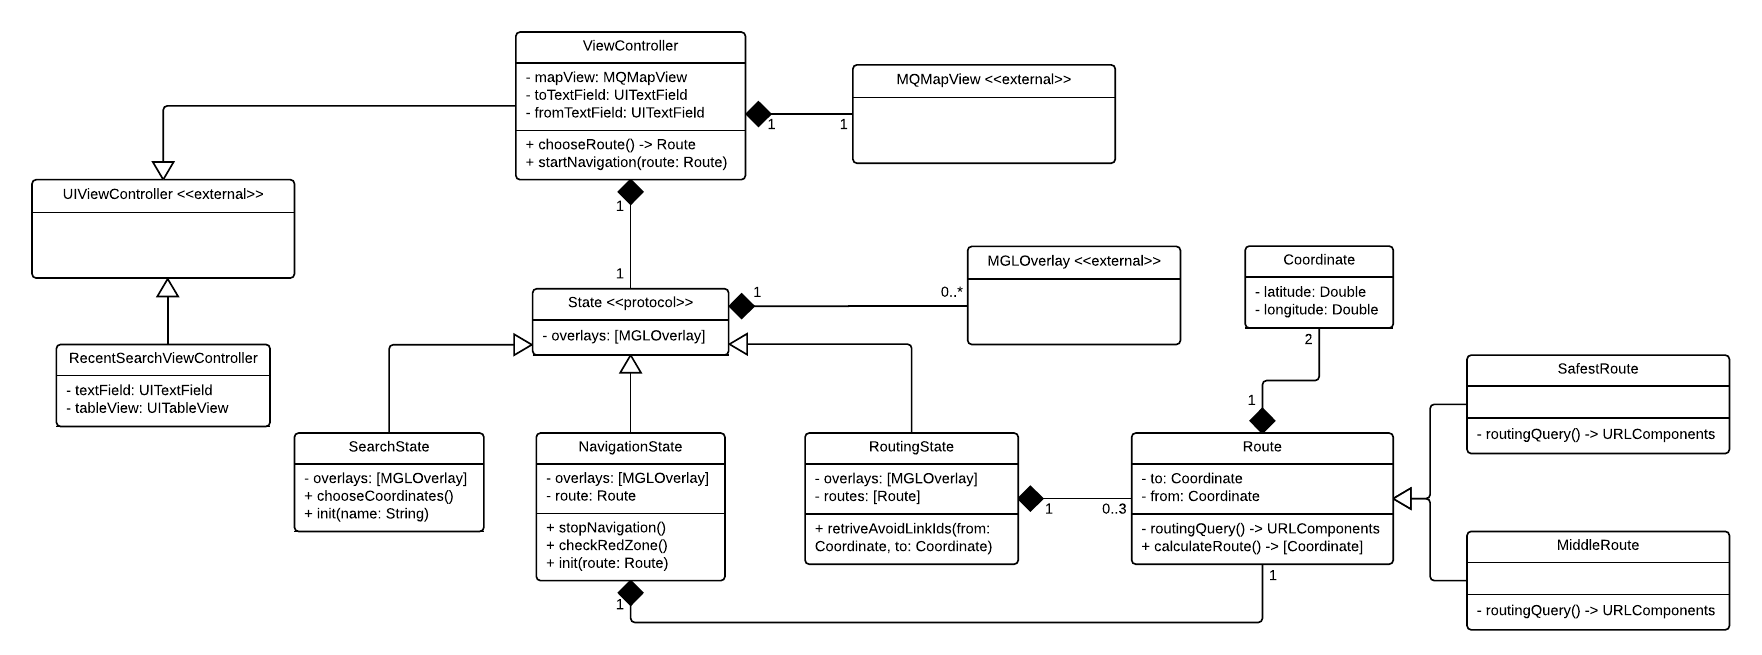 ViewController
- mapView: MQMapView
- toTextField: UITextField
- fromTextField: UITextField
+ chooseRoute() -> Route
+ startNavigation(route: Route)
1
1
MQMapView <<external>>
UIViewController <<external>>
1
1
RecentSearchViewController
- textField: UITextField
- tableView: UITableView
State <<protocol>>
- overlays: [MGLOverlay]
1
0..*
MGLOverlay <<external>>
Coordinate
- latitude: Double
- longitude: Double
2
1
SearchState
- overlays: [MGLOverlay]
+ chooseCoordinates()
+ init(name: String)
NavigationState
- overlays: [MGLOverlay]
- route: Route
+ stopNavigation()
+ checkRedZone()
+ init(route: Route)
1
RoutingState
- overlays: [MGLOverlay]
- routes: [Route]
+ retriveAvoidLinkIds(from:
Coordinate, to: Coordinate)
1
0..3
Route
- to: Coordinate
- from: Coordinate
- routingQuery() -> URLComponents
+ calculateRoute() -> [Coordinate]
1
SafestRoute
- routingQuery() -> URLComponents
MiddleRoute
- routingQuery() -> URLComponents